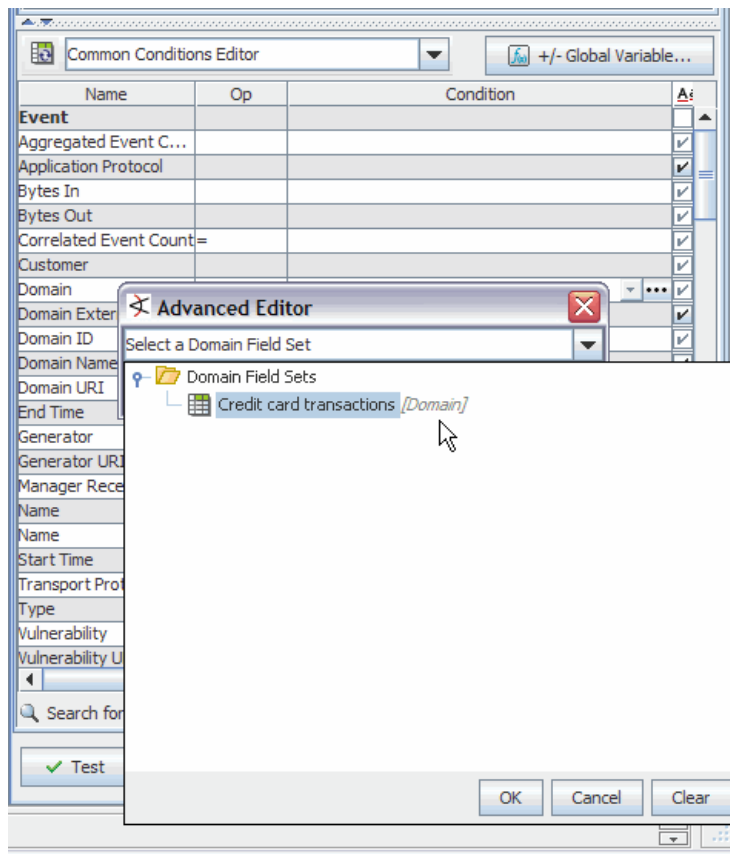 Common Conditions Editor
+/- Global Variable...
Name Op Condition As
Event
Aggregated Event C...
Application Protocol
Bytes In
Bytes Out
Correlated Event Count =
Customer
Domain
Domain Exter
Domain ID
Domain Name
Domain URI
End Time
Generator
Generator URI
Manager Rece
Name
Name
Start Time
Transport Prot
Type
Vulnerability
Vulnerability U
Search for
Test
Advanced Editor
Select a Domain Field Set
Domain Field Sets
Credit card transactions [Domain]
OK Cancel Clear